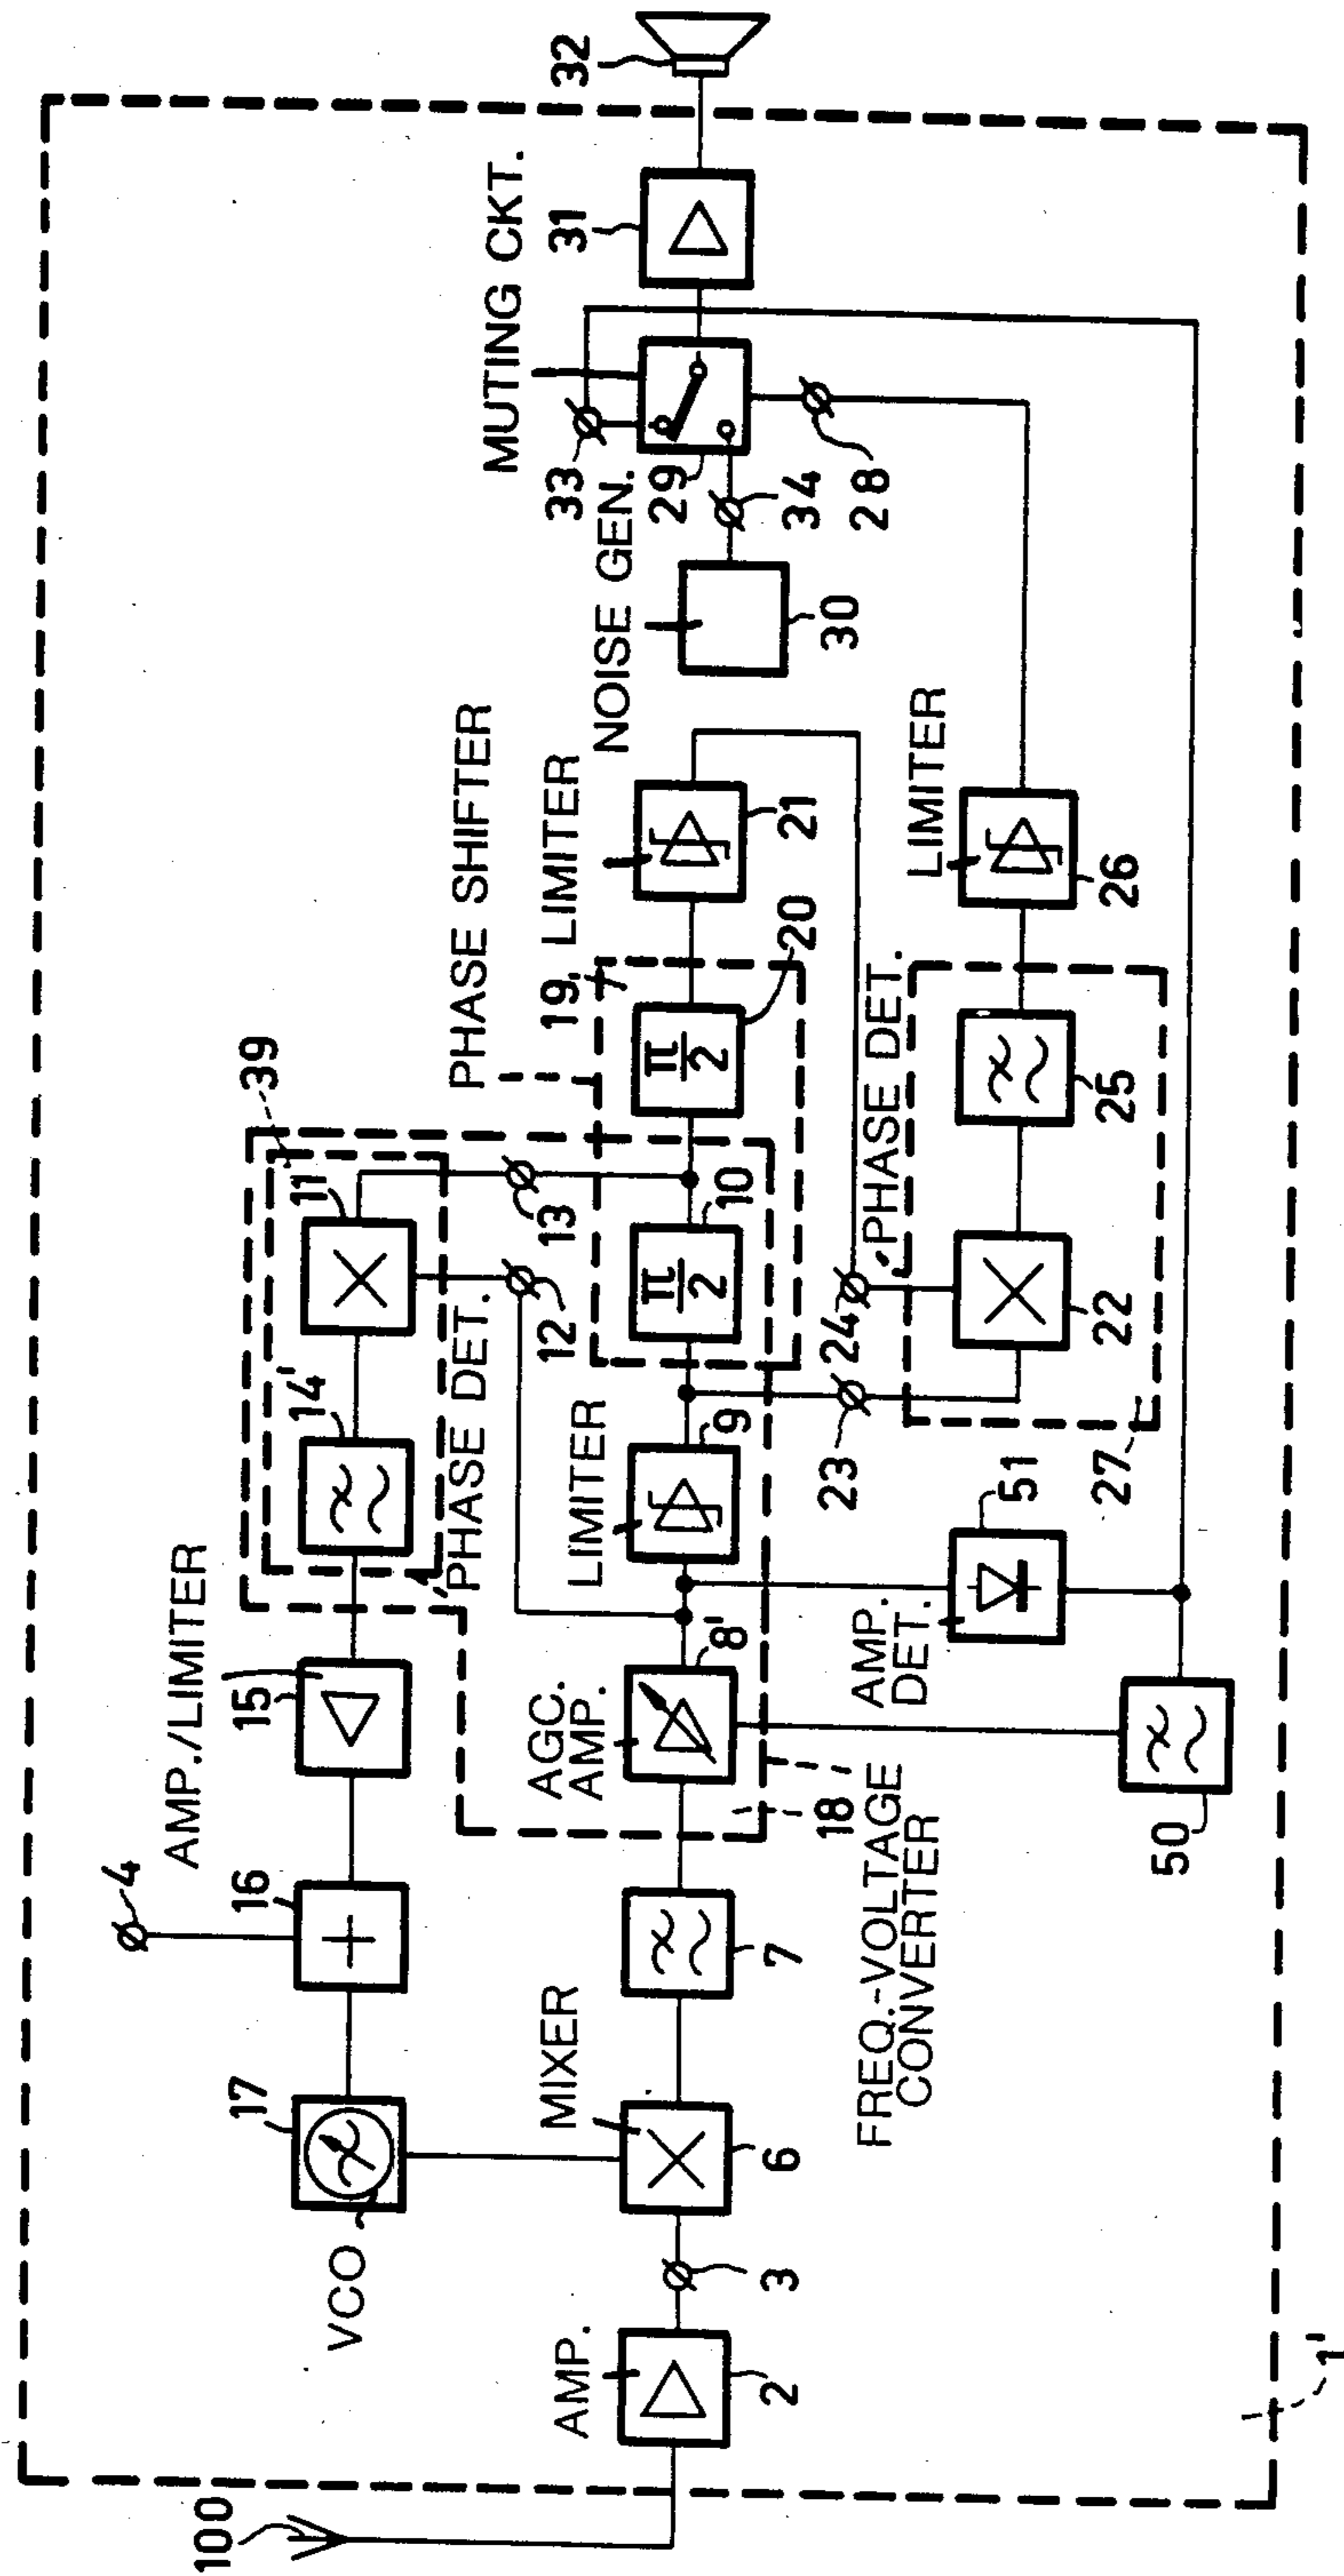 100
AMP.
2
3
VCO
17
MIXER
6
4
16
7
AMP./LIMITER
15
AGC.
AMP.
8'
18
FREQ.-VOLTAGE
CONVERTER
50
AMP.
DET.
51
LIMITER
9
14'
11
39
PHASE DET.
12
13
π/2
10
23
24
22
27
PHASE DET.
25
PHASE SHIFTER
19
π/2
20
LIMITER
21
LIMITER
26
NOISE GEN.
30
34
33
29
28
MUTING CKT.
31
32
1'